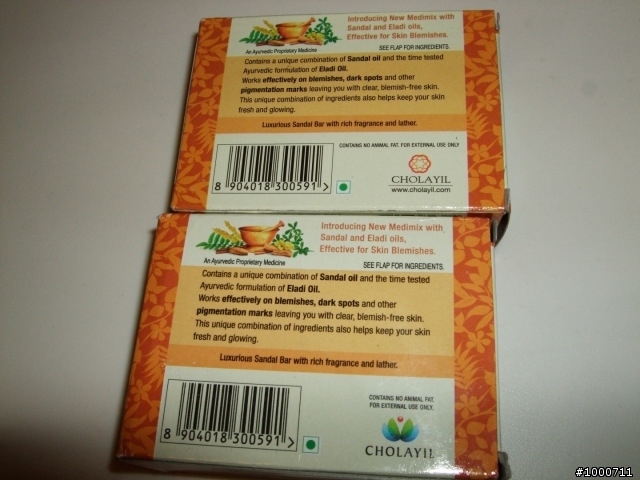 Introducing New Medimix with
Sandal and Eladi oils,
Effective for Skin Blemishes.
An Ayurvedic Proprietary Medicine
SEE FLAP FOR INGREDIENTS.
Contains a unique combination of Sandal oil and the time tested
Ayurvedic formulation of Eladi Oil.
Works effectively on blemishes, dark spots and other
pigmentation marks leaving you with clear, blemish-free skin.
This unique combination of ingredients also helps keep your skin
fresh and glowing.
Luxurious Sandal Bar with rich fragrance and lather.
CONTAINS NO ANIMAL FAT. FOR EXTERNAL USE ONLY
8 904018 300591 >
CHOLAYIL
www.cholayil.com
Introducing New Medimix with
Sandal and Eladi oils,
Effective for Skin Blemishes.
An Ayurvedic Proprietary Medicine
SEE FLAP FOR INGREDIENTS.
Contains a unique combination of Sandal oil and the time tested
Ayurvedic formulation of Eladi Oil.
Works effectively on blemishes, dark spots and other
pigmentation marks leaving you with clear, blemish-free skin.
This unique combination of ingredients also helps keep your skin
fresh and glowing.
Luxurious Sandal Bar with rich fragrance and lather.
CONTAINS NO ANIMAL FAT.
FOR EXTERNAL USE ONLY.
8 904018 300591 >
CHOLAYIL
#1000711